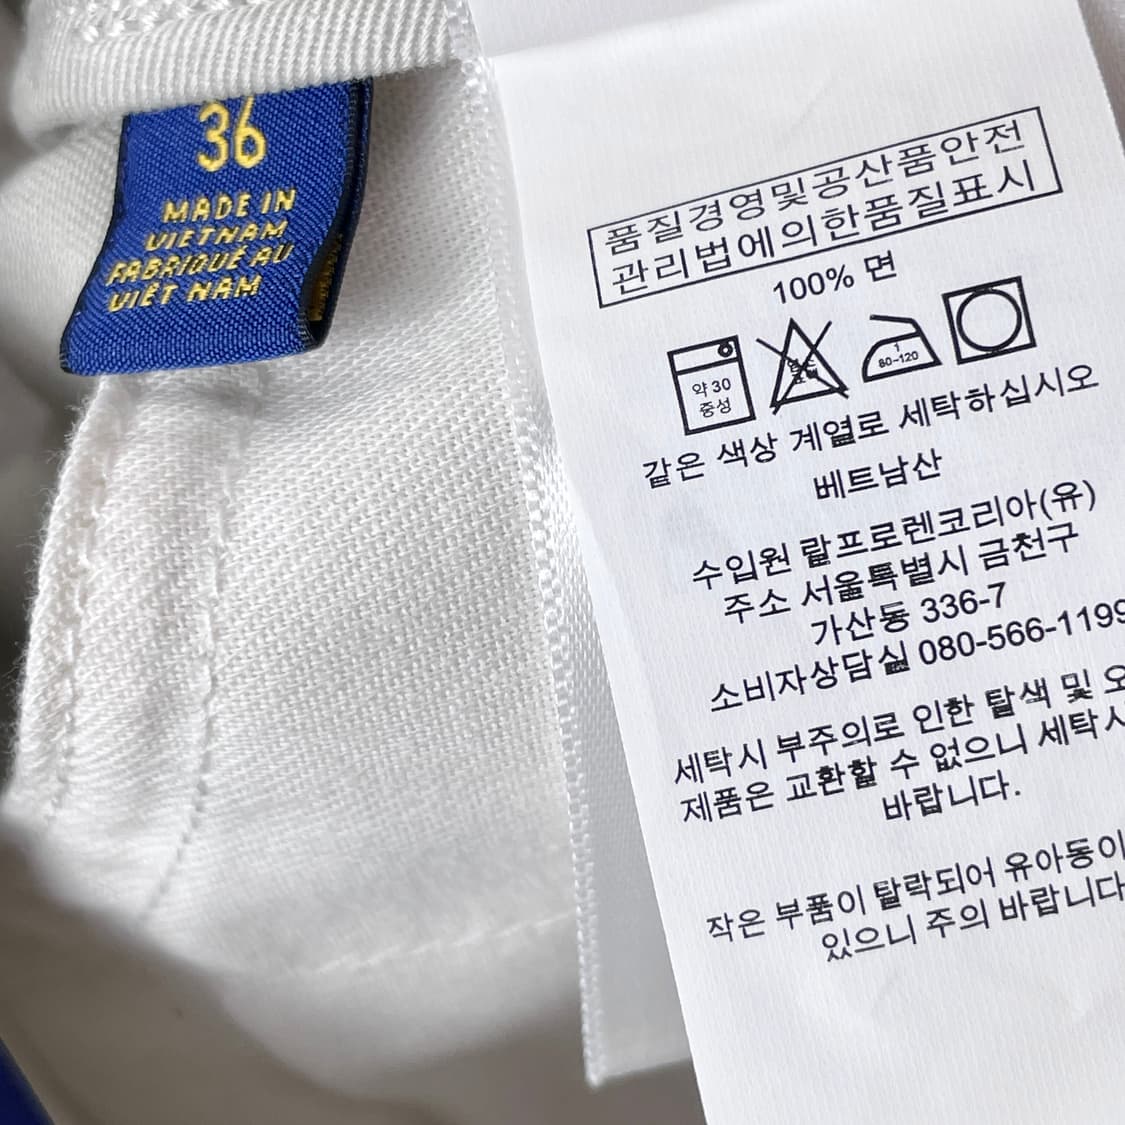 36
MADE IN
VIETNAM
FABRIQUÉ AU
VIÊT NAM
품질경영및공산품안전
관리법에의한품질표시
100% 면
약 30
중성
염소
표백
1
80-120
같은 색상 계열로 세탁하십시오
베트남산
수입원 랄프로렌코리아(유)
주소 서울특별시 금천구
가산동 336-7
소비자상담실 080-566-1199
세탁시 부주의로 인한 탈색 및 오
제품은 교환할 수 없으니 세탁시
바랍니다.
작은 부품이 탈락되어 유아동이
있으니 주의 바랍니다